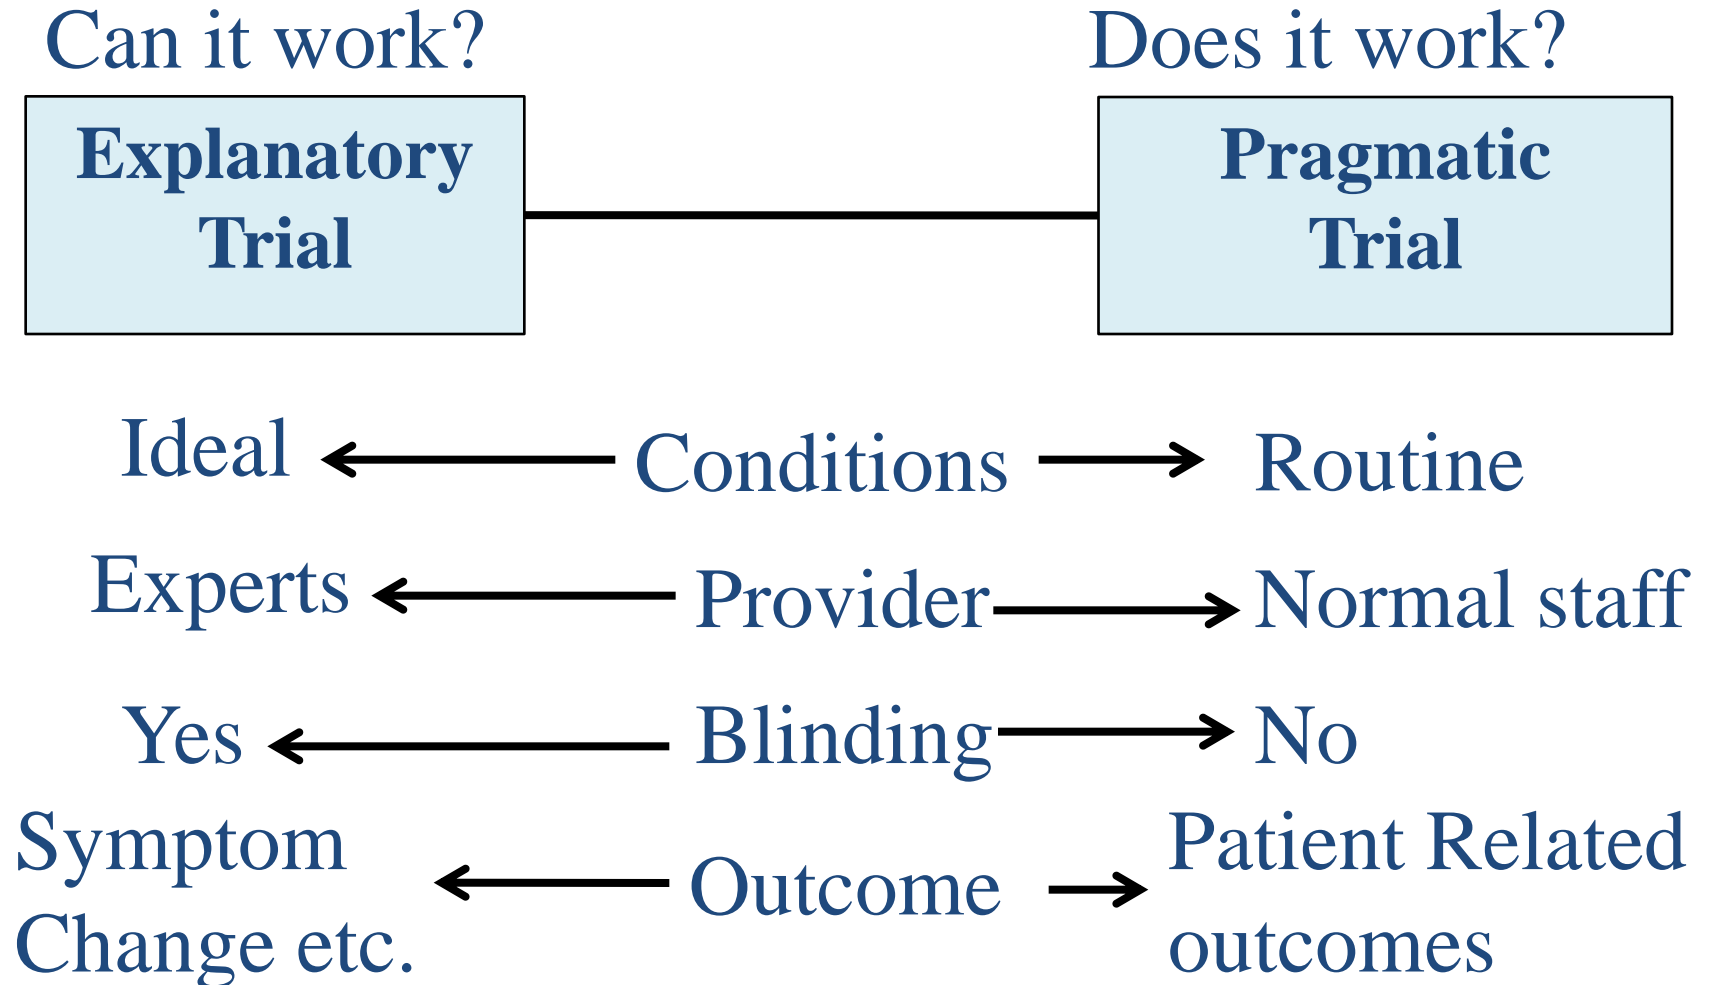 Can it work?
Does it work?
Explanatory
Trial
Pragmatic
Trial
Ideal
Conditions
Routine
Experts
Provider
Normal staff
Yes
Blinding
No
Symptom
Change etc.
Outcome
Patient Related
outcomes